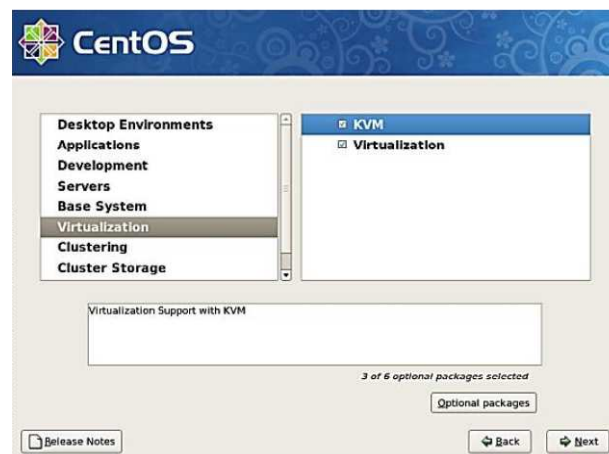 CentOS
Desktop Environments
Applications
Development
Servers
Base System
Virtualization
Clustering
Cluster Storage
KVM
Virtualization
Virtualization Support with KVM
3 of 6 optional packages selected
Optional packages
Release Notes
Back
Next